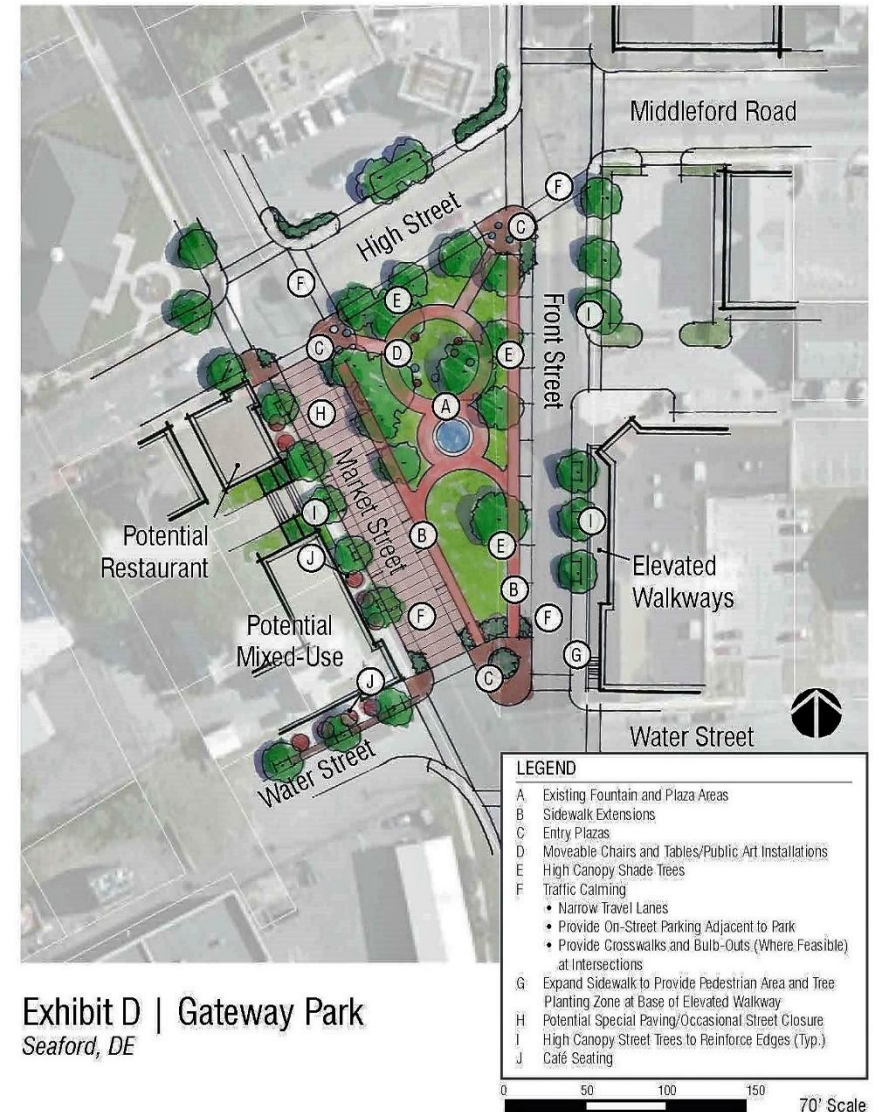 Middleford Road
High Street
F
C
F
E
I
Front Street
C
D
E
A
H
Market Street
I
I
Potential
Restaurant
B
J
E
Elevated
Walkways
B
Potential
Mixed-Use
F
F
G
C
J
Water Street
Water Street
LEGEND
A Existing Fountain and Plaza Areas
B Sidewalk Extensions
C Entry Plazas
D Moveable Chairs and Tables/Public Art Installations
E High Canopy Shade Trees
F Traffic Calming
• Narrow Travel Lanes
• Provide On-Street Parking Adjacent to Park
• Provide Crosswalks and Bulb-Outs (Where Feasible)
at Intersections
G Expand Sidewalk to Provide Pedestrian Area and Tree
Planting Zone at Base of Elevated Walkway
H Potential Special Paving/Occasional Street Closure
I High Canopy Street Trees to Reinforce Edges (Typ.)
J Café Seating
Exhibit D | Gateway Park
Seaford, DE
0 50 100 150
70' Scale